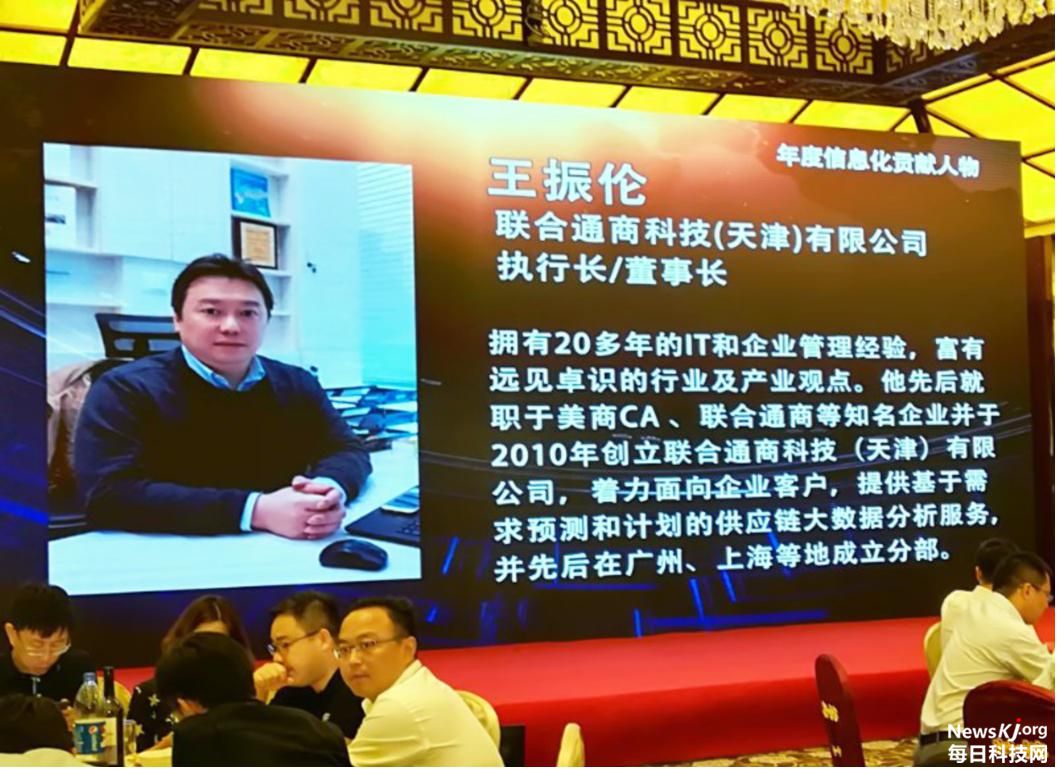 年度信息化贡献人物
王振伦
联合通商科技(天津)有限公司
执行长/董事长
拥有20多年的IT和企业管理经验，富有
远见卓识的行业及产业观点。他先后就
职于美商CA、联合通商等知名企业并于
2010年创立联合通商科技（天津）有限
公司，着力面向企业客户，提供基于需
求预测和计划的供应链大数据分析服务，
并先后在广州、上海等地成立分部。
NewsKj.org
每日科技网